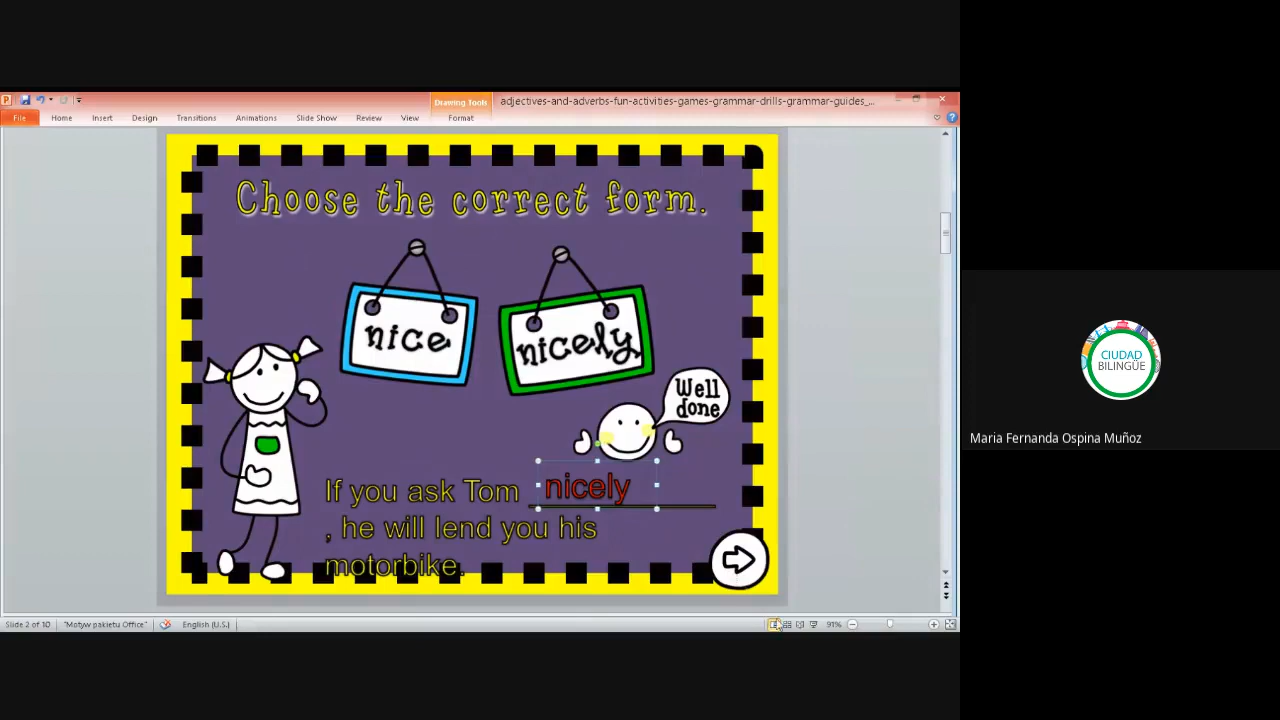 Drawing Tools
adjectives-and-adverbs-fun-activities-games-grammar-drills-grammar-guides_...
File Home Insert Design Transitions Animations Slide Show Review View Format
Choose the correct form.
nice
nicely
Well
done
If you ask Tom nicely
, he will lend you his
motorbike.
CIUDAD
BILINGÜE
Maria Fernanda Ospina Muñoz
Slide 2 of 10 "Motyw pakietu Office" English (U.S.) 91%